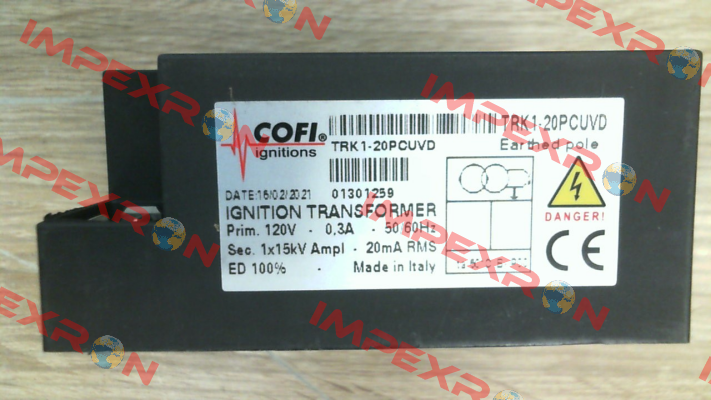 COFI®
ignitions
TRK1-20PCUVD
TRK1-20PCUVD
Earthed pole
DATE:16/02/2021
01301259
IGNITION TRANSFORMER
Prim. 120V - 0,3A - 50 60Hz
Sec. 1x15kV Ampl - 20mA RMS
ED 100% - Made in Italy
DANGER!
CE
IMPEXRON
IMPEXRON
IMPEXRON
IMPEXRON
IMPEXRON
IMPEXRON